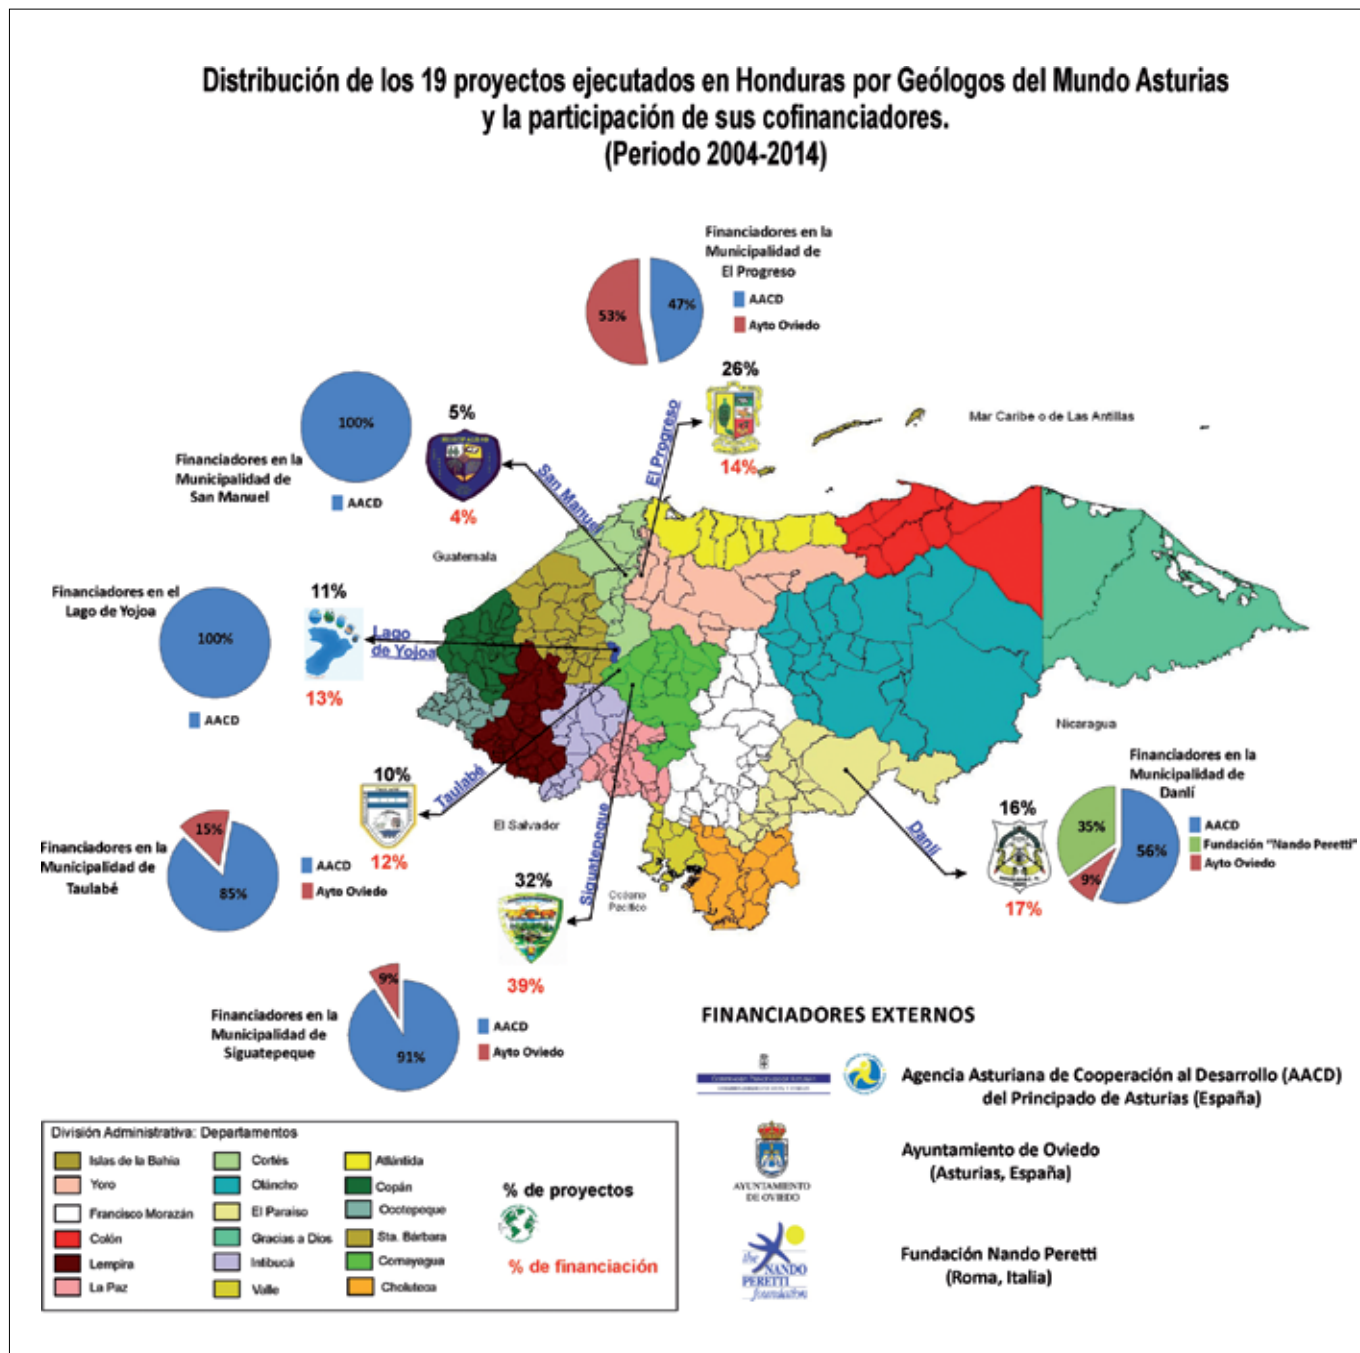 Distribución de los 19 proyectos ejecutados en Honduras por Geólogos del Mundo Asturias
y la participación de sus cofinanciadores.
(Periodo 2004-2014)
Financiadores en la
Municipalidad de
El Progreso
AACD
Ayto Oviedo
53%
47%
26%
14%
El Progreso
Mar Caribe o de Las Antillas
100%
Financiadores en la
Municipalidad de
San Manuel
AACD
5%
4%
San Manuel
Guatemala
Financiadores en el
Lago de Yojoa
100%
AACD
11%
13%
Lago
de Yojoa
Nicaragua
Financiadores en la
Municipalidad de
Danlí
AACD
Fundación "Nando Peretti"
Ayto Oviedo
35%
56%
9%
16%
17%
Danlí
10%
12%
Taulabé
El Salvador
Financiadores en la
Municipalidad de
Taulabé
15%
85%
AACD
Ayto Oviedo
32%
39%
Siguatepeque
Océano
Pacífico
Financiadores en la
Municipalidad de
Siguatepeque
9%
91%
AACD
Ayto Oviedo
FINANCIADORES EXTERNOS
Agencia Asturiana de Cooperación al Desarrollo (AACD)
del Principado de Asturias (España)
AYUNTAMIENTO
DE OVIEDO
Ayuntamiento de Oviedo
(Asturias, España)
the
NANDO
PERETTI
foundation
Fundación Nando Peretti
(Roma, Italia)
División Administrativa: Departamentos
Islas de la Bahia
Yoro
Francisco Morazán
Colón
Lempira
La Paz
Cortés
Oláncho
El Paraíso
Gracias a Dios
Intibucá
Valle
Atlántida
Copán
Ocotepeque
Sta. Bárbara
Comayagua
Choluteca
% de proyectos
% de financiación